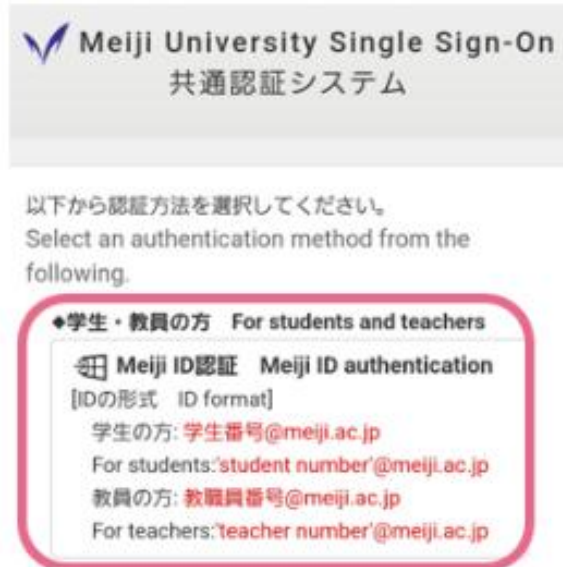 Meiji University Single Sign-On
共通認証システム
以下から認証方法を選択してください。
Select an authentication method from the
following.
◆学生・教員の方 For students and teachers
Meiji ID認証 Meiji ID authentication
[IDの形式 ID format]
学生の方: 学生番号@meiji.ac.jp
For students:'student number'@meiji.ac.jp
教員の方: 教職員番号@meiji.ac.jp
For teachers:'teacher number'@meiji.ac.jp